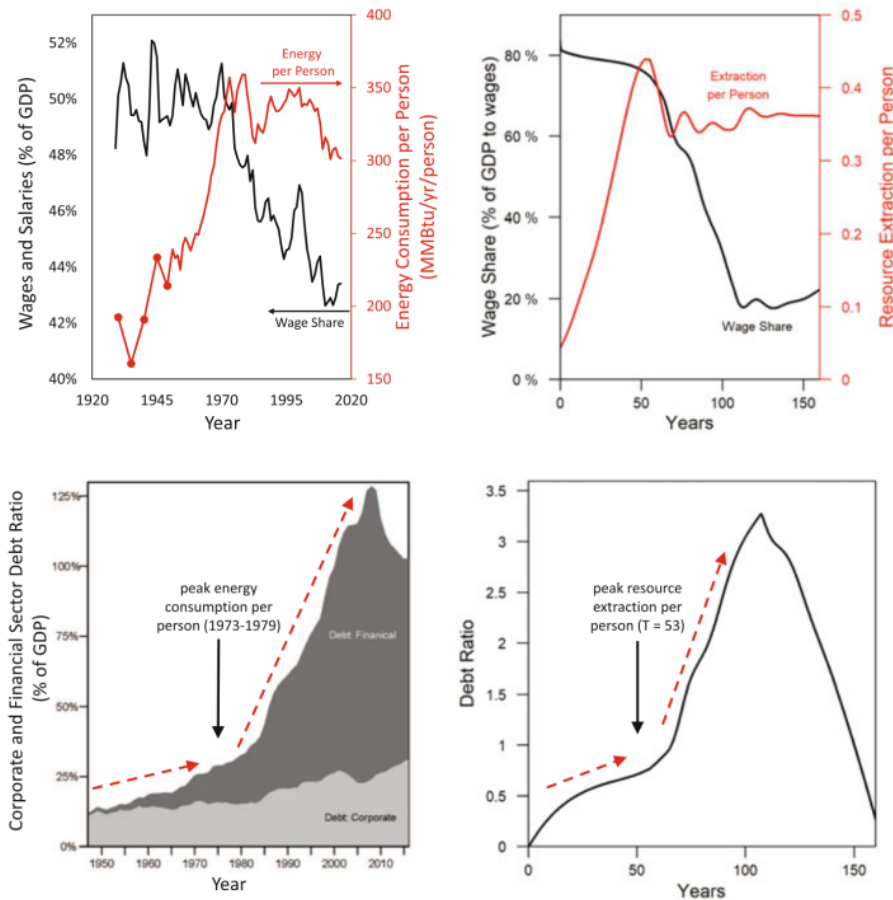 Wages and Salaries (% of GDP)
52%
50%
48%
46%
44%
42%
40%
1920
1945
1970
1995
2020
Year
Energy
per Person
Wage Share
400
350
300
250
200
150
Energy Consumption per Person
(MMBtu/yr/person)
Wage Share (% of GDP to wages)
80 %
60 %
40 %
20 %
0 %
0
50
100
150
Years
Extraction
per Person
Wage Share
0.5
0.4
0.3
0.2
0.1
0
Resource Extraction per Person
Corporate and Financial Sector Debt Ratio
(% of GDP)
125%
100%
75%
50%
25%
0%
1950
1960
1970
1980
1990
2000
2010
Year
peak energy
consumption per
person (1973-1979)
Debt: Finanical
Debt: Corporate
Debt Ratio
3.5
3
2.5
2
1.5
1
0.5
0
0
50
100
150
Years
peak resource
extraction per
person (T = 53)